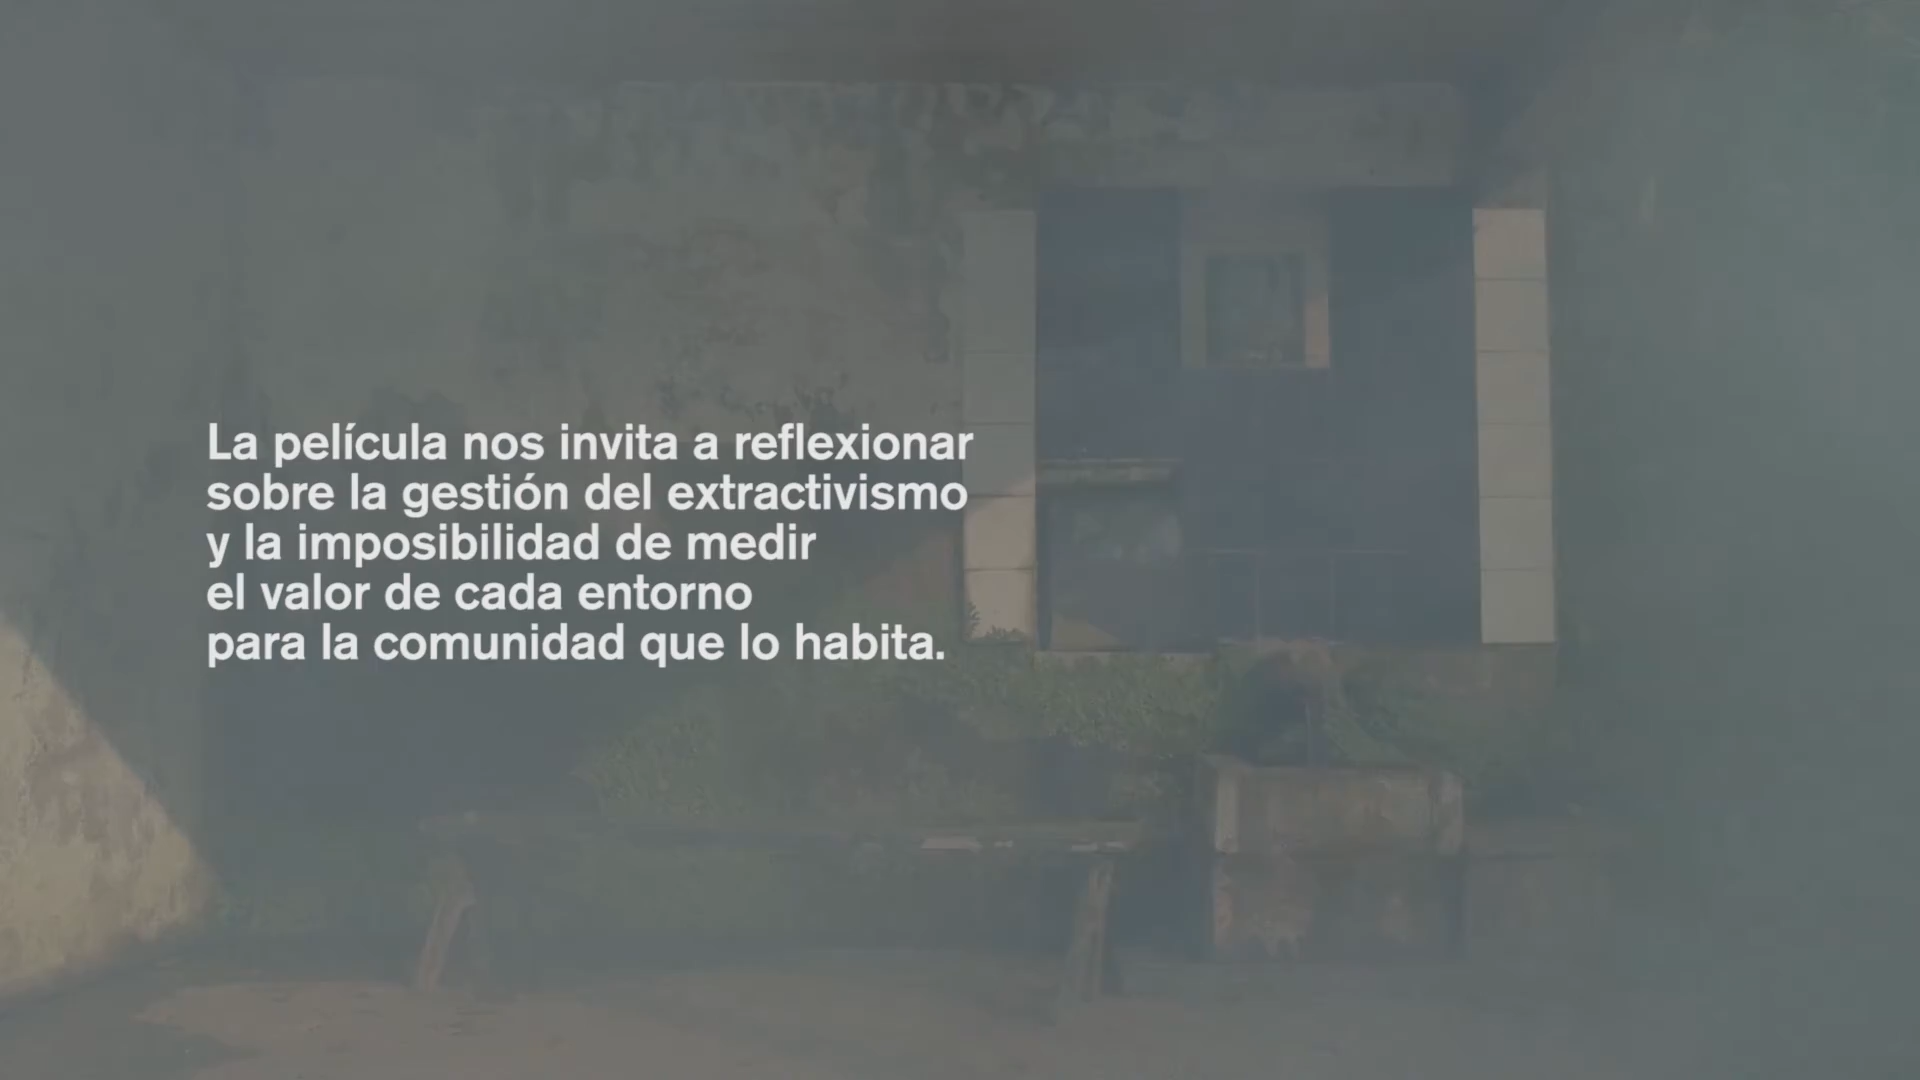 La película nos invita a reflexionar
sobre la gestión del extractivismo
y la imposibilidad de medir
el valor de cada entorno
para la comunidad que lo habita.